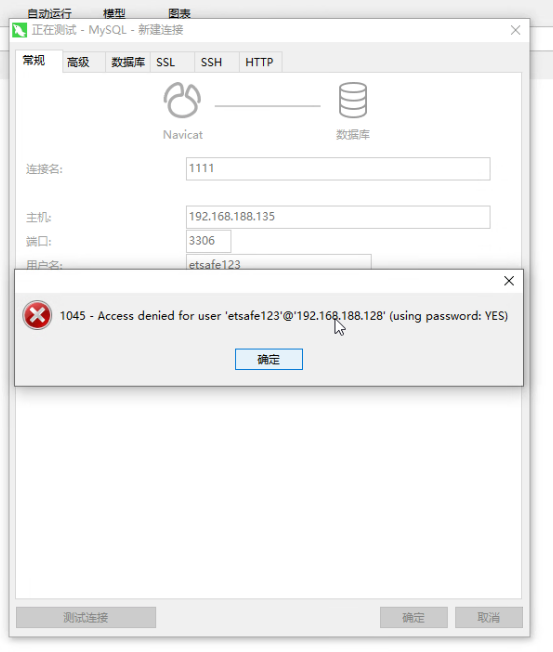 自动运行 模型 图表
正在测试 - MySQL - 新建连接
常规 高级 数据库 SSL SSH HTTP
Navicat 数据库
连接名: 1111
主机: 192.168.188.135
端口: 3306
用户名: etsafe123
1045 - Access denied for user 'etsafe123'@'192.168.188.128' (using password: YES)
确定
测试连接 确定 取消